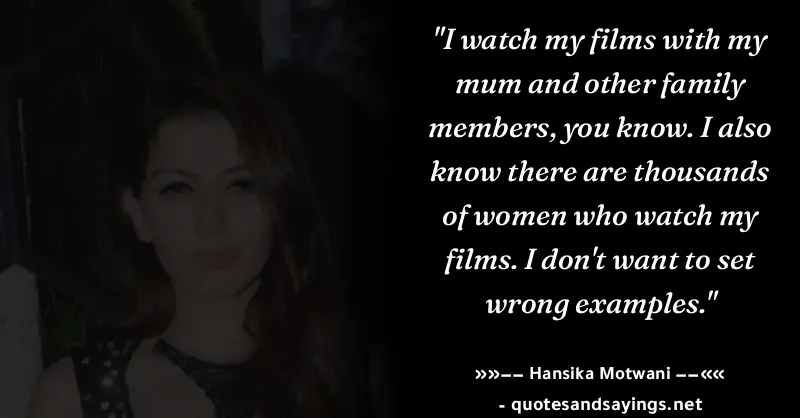 "I watch my films with my
mum and other family
members, you know. I also
know there are thousands
of women who watch my
films. I don't want to set
wrong examples."
»»−− Hansika Motwani −−««
- quotesandsayings.net